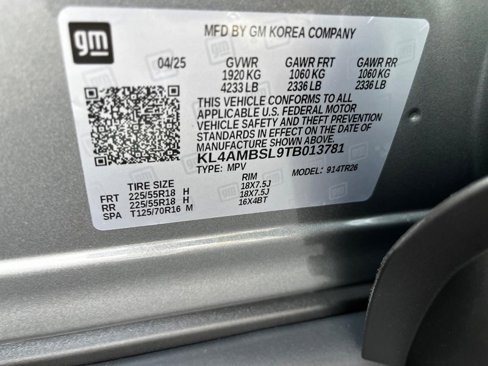 gm
MFD BY GM KOREA COMPANY
04/25 GVWR GAWR FRT GAWR RR
1920 KG 1060 KG 1060 KG
4233 LB 2336 LB 2336 LB
THIS VEHICLE CONFORMS TO ALL
APPLICABLE U.S. FEDERAL MOTOR
VEHICLE SAFETY AND THEFT PREVENTION
STANDARDS IN EFFECT ON THE DATE OF
MANUFACTURE SHOWN ABOVE.
KL4AMBSL9TB013781
TYPE: MPV MODEL: 914TR26
TIRE SIZE RIM
FRT 225/55R18 H 18X7.5J
RR 225/55R18 H 18X7.5J
SPA T125/70R16 M 16X4BT